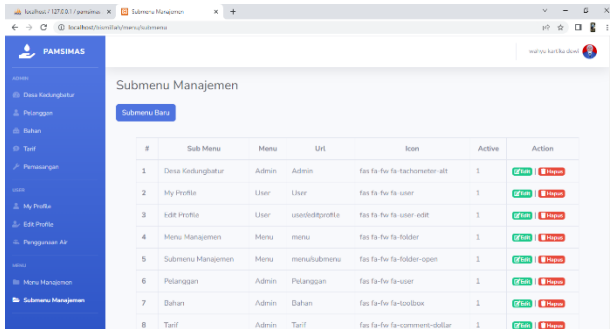 localhost / 127.0.0.1 / pamsimas
Submenu Manajemen
localhost/bismillah/menu/submenu
PAMSIMAS
wahyu kartika dewi
ADMIN
Desa Kedungbatur
Pelanggan
Bahan
Tarif
Pemasangan
USER
My Profile
Edit Profile
Penggunaan Air
MENU
Menu Manajemen
Submenu Manajemen
Submenu Manajemen
Submenu Baru
# Sub Menu Menu Url Icon Active Action
1 Desa Kedungbatur Admin Admin fas fa-fw fa-tachometer-alt 1 Edit | Hapus
2 My Profile User User fas fa-fw fa-user 1 Edit | Hapus
3 Edit Profile User user/editprofile fas fa-fw fa-user-edit 1 Edit | Hapus
4 Menu Manajemen Menu menu fas fa-fw fa-folder 1 Edit | Hapus
5 Submenu Manajemen Menu menu/submenu fas fa-fw fa-folder-open 1 Edit | Hapus
6 Pelanggan Admin Pelanggan fas fa-fw fa-user 1 Edit | Hapus
7 Bahan Admin Bahan fas fa-fw fa-toolbox 1 Edit | Hapus
8 Tarif Admin Tarif fas fa-fw fa-comment-dollar 1 Edit | Hapus